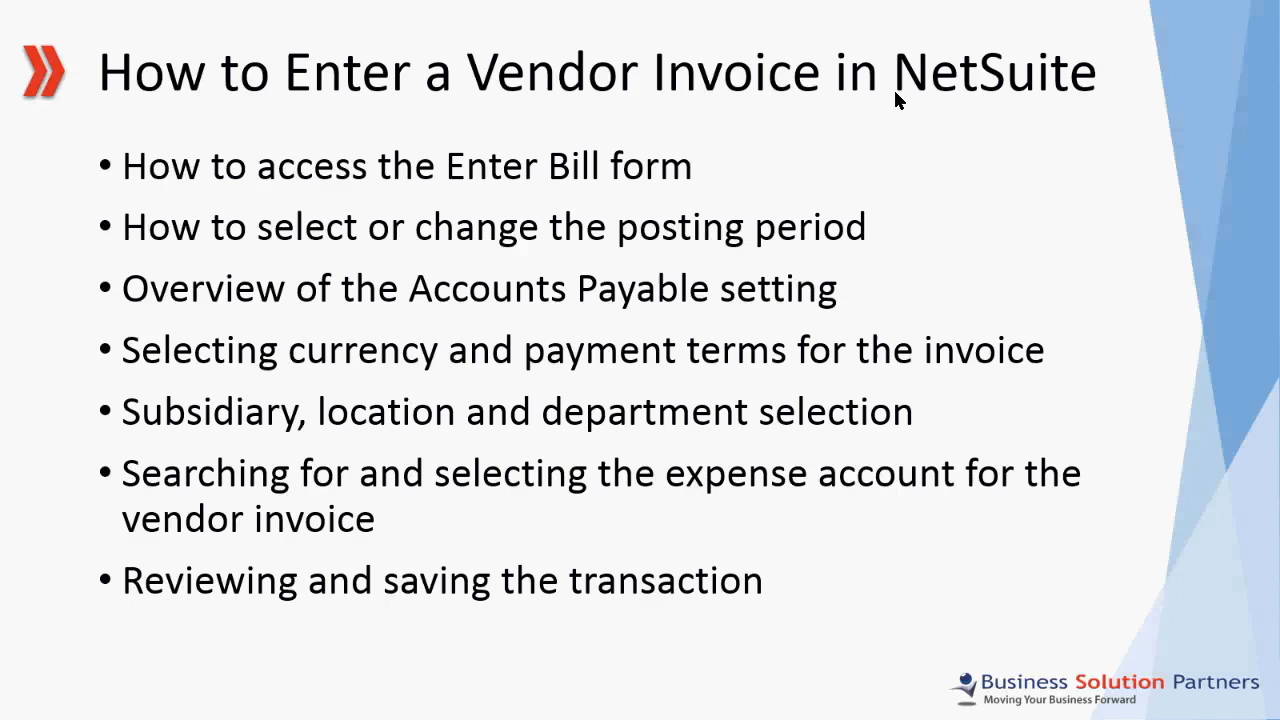 How to Enter a Vendor Invoice in NetSuite
• How to access the Enter Bill form
• How to select or change the posting period
• Overview of the Accounts Payable setting
• Selecting currency and payment terms for the invoice
• Subsidiary, location and department selection
• Searching for and selecting the expense account for the
vendor invoice
• Reviewing and saving the transaction
Business Solution Partners
Moving Your Business Forward